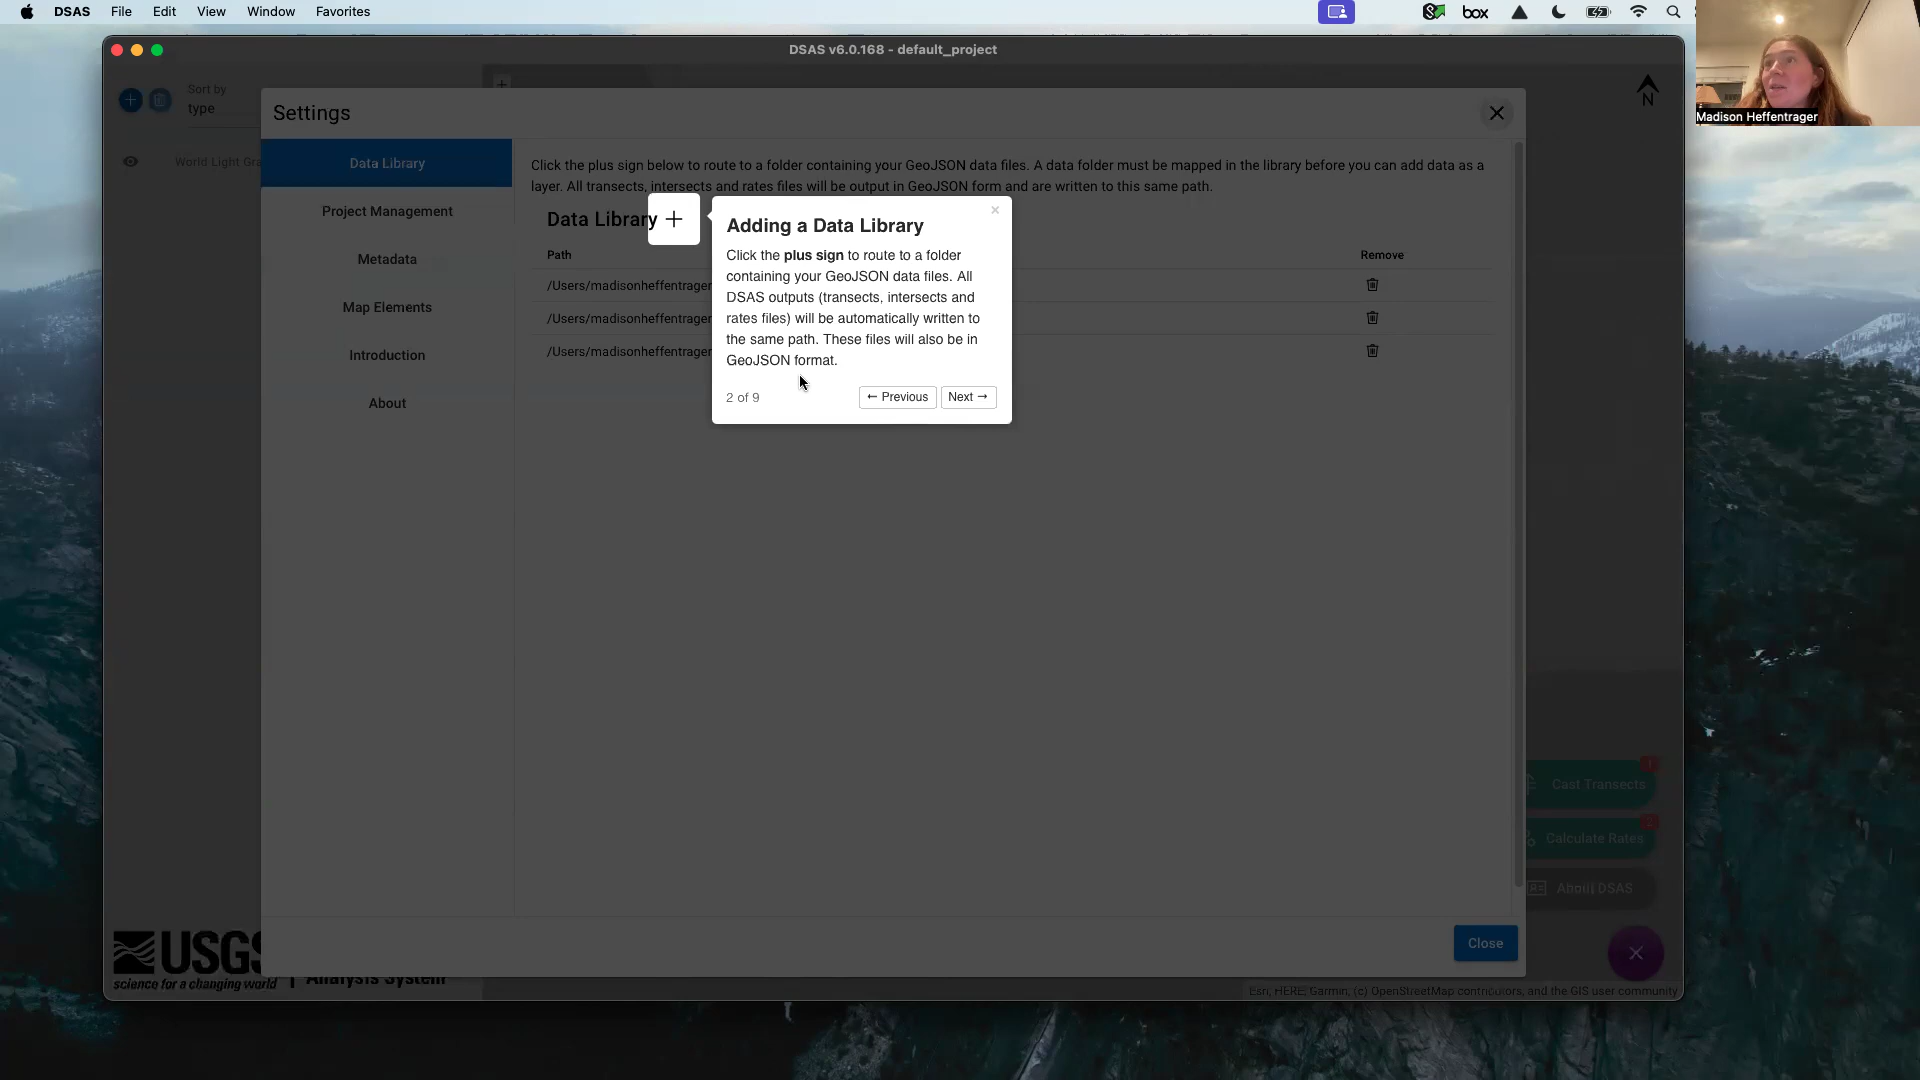 DSAS File Edit View Window Favorites
box
DSAS v6.0.168 - default_project
Sort by
type
N
Madison Heffentrager
Settings
World Light Gra
Data Library
Project Management
Metadata
Map Elements
Introduction
About
Click the plus sign below to route to a folder containing your GeoJSON data files. A data folder must be mapped in the library before you can add data as a
layer. All transects, intersects and rates files will be output in GeoJSON form and are written to this same path.
Data Library +
Path Remove
/Users/madisonheffentrager
/Users/madisonheffentrager
/Users/madisonheffentrager
Adding a Data Library
Click the plus sign to route to a folder
containing your GeoJSON data files. All
DSAS outputs (transects, intersects and
rates files) will be automatically written to
the same path. These files will also be in
GeoJSON format.
2 of 9 ← Previous Next →
Cast Transects
Calculate Rates
About DSAS
Close
USGS
science for a changing world
Analysis System
Esri, HERE, Garmin, (c) OpenStreetMap contributors, and the GIS user community